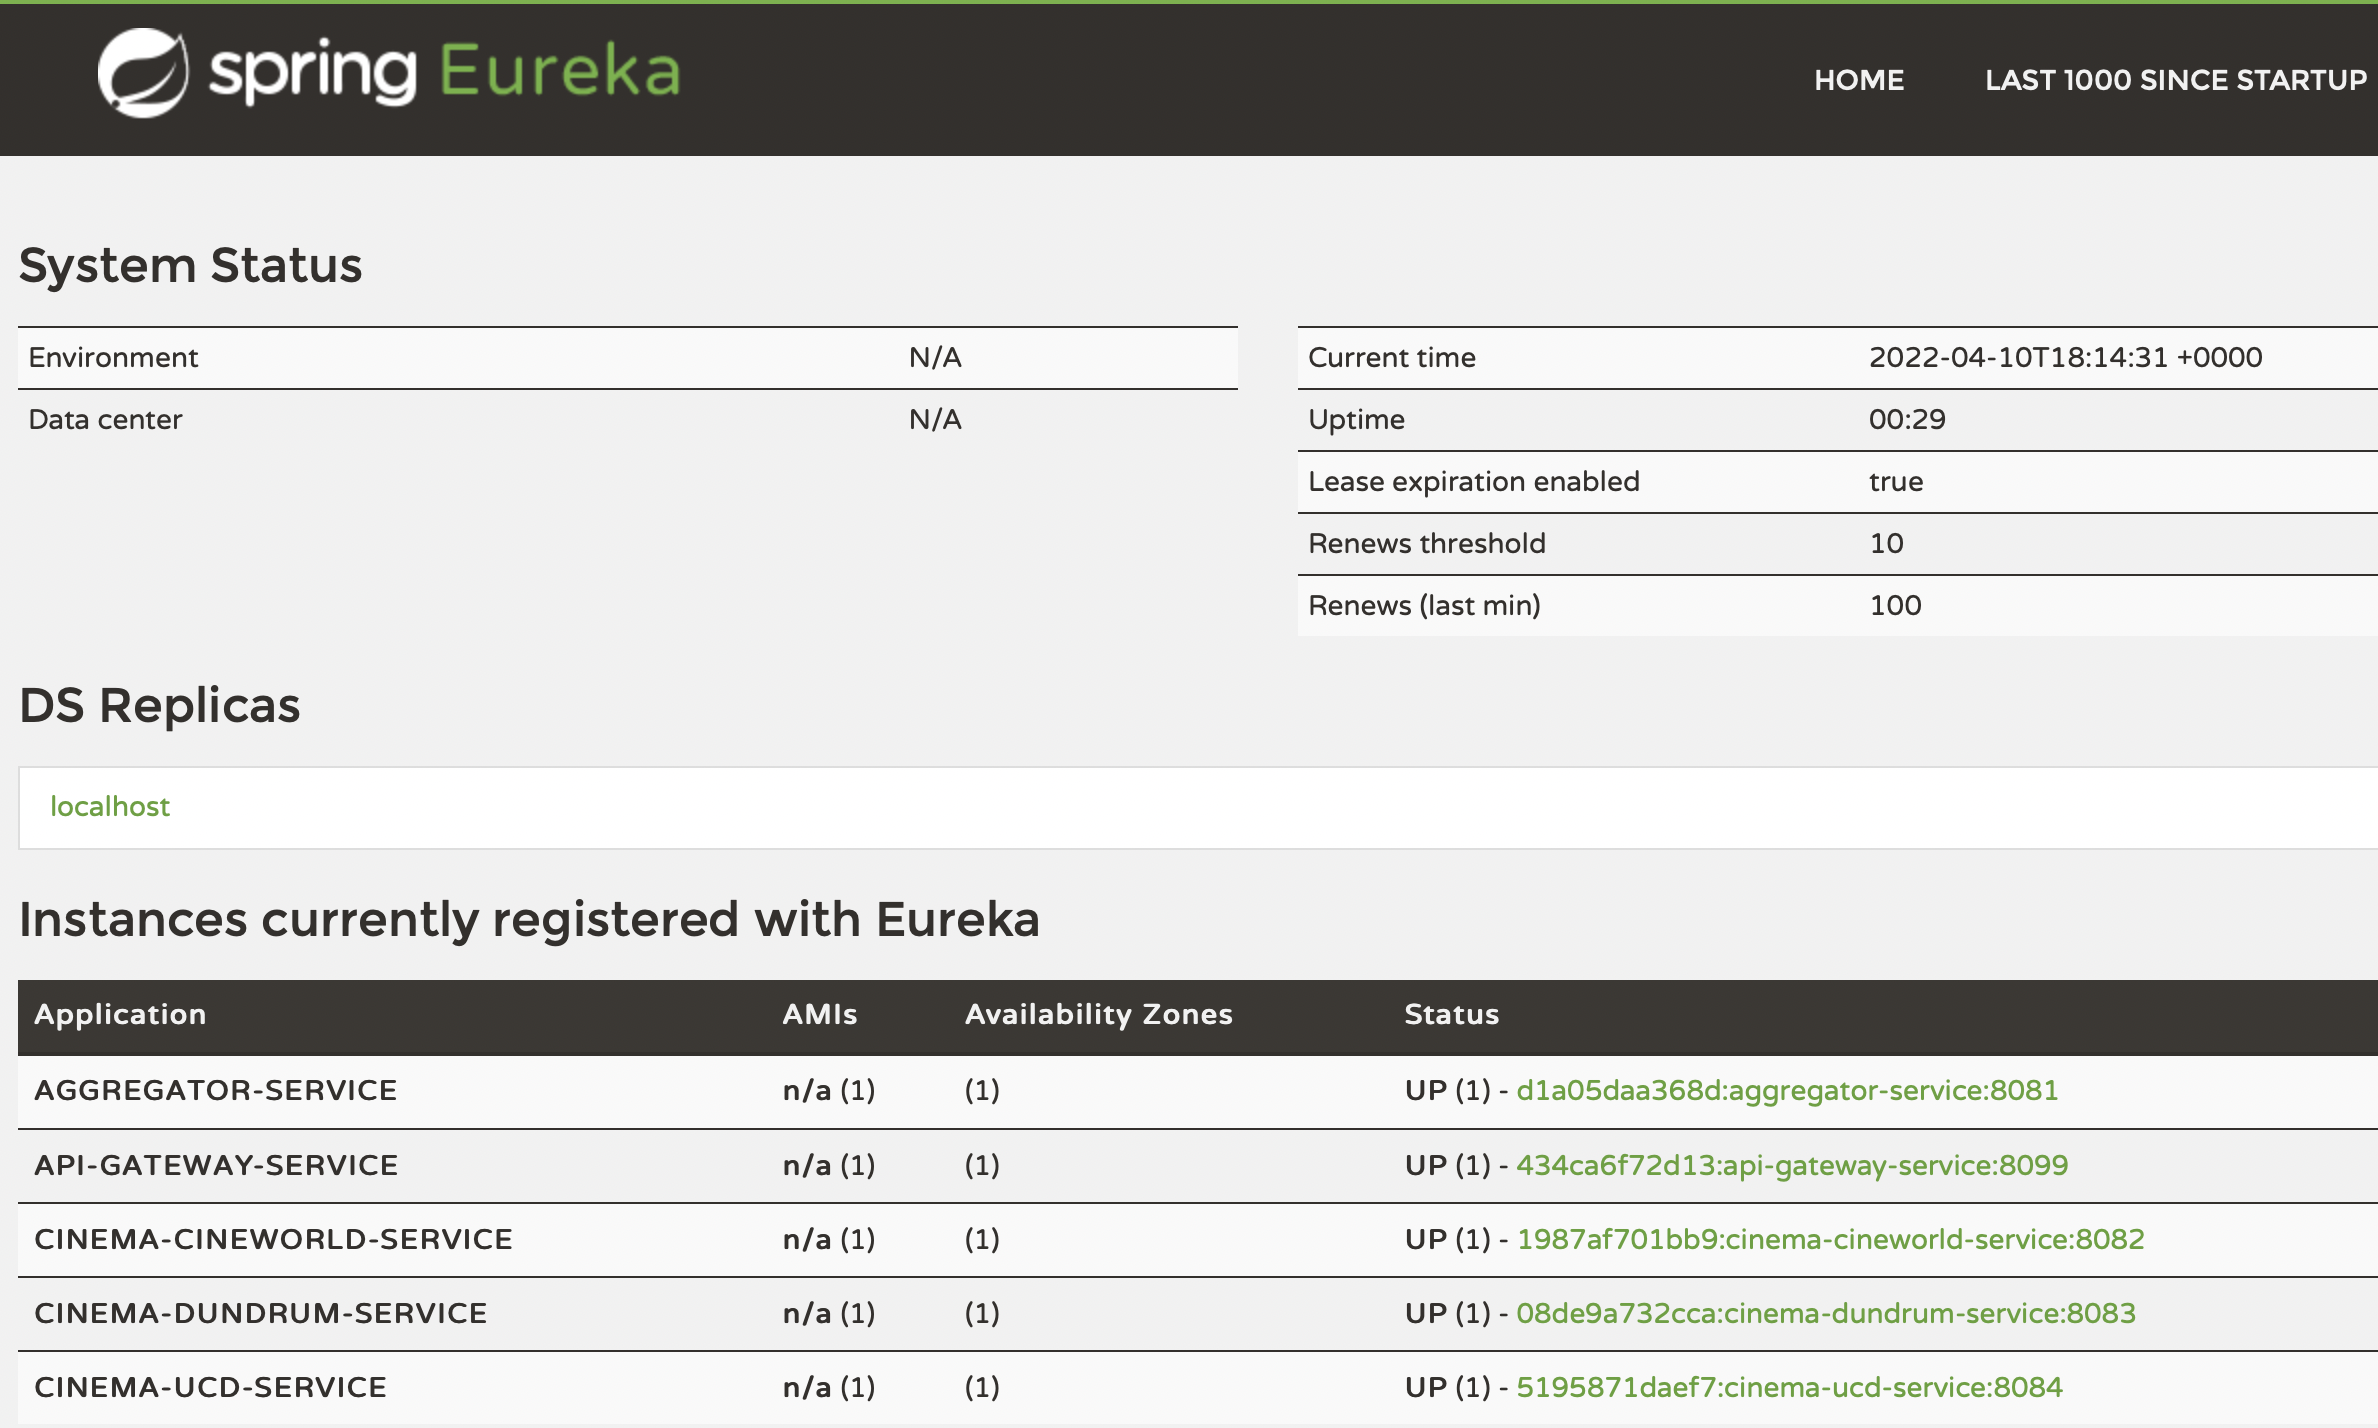 spring Eureka
HOME LAST 1000 SINCE STARTUP
System Status
Environment N/A
Data center N/A
Current time 2022-04-10T18:14:31 +0000
Uptime 00:29
Lease expiration enabled true
Renews threshold 10
Renews (last min) 100
DS Replicas
localhost
Instances currently registered with Eureka
Application AMIs Availability Zones Status
AGGREGATOR-SERVICE n/a (1) (1) UP (1) - d1a05daa368d:aggregator-service:8081
API-GATEWAY-SERVICE n/a (1) (1) UP (1) - 434ca6f72d13:api-gateway-service:8099
CINEMA-CINEWORLD-SERVICE n/a (1) (1) UP (1) - 1987af701bb9:cinema-cineworld-service:8082
CINEMA-DUNDRUM-SERVICE n/a (1) (1) UP (1) - 08de9a732cca:cinema-dundrum-service:8083
CINEMA-UCD-SERVICE n/a (1) (1) UP (1) - 5195871daef7:cinema-ucd-service:8084